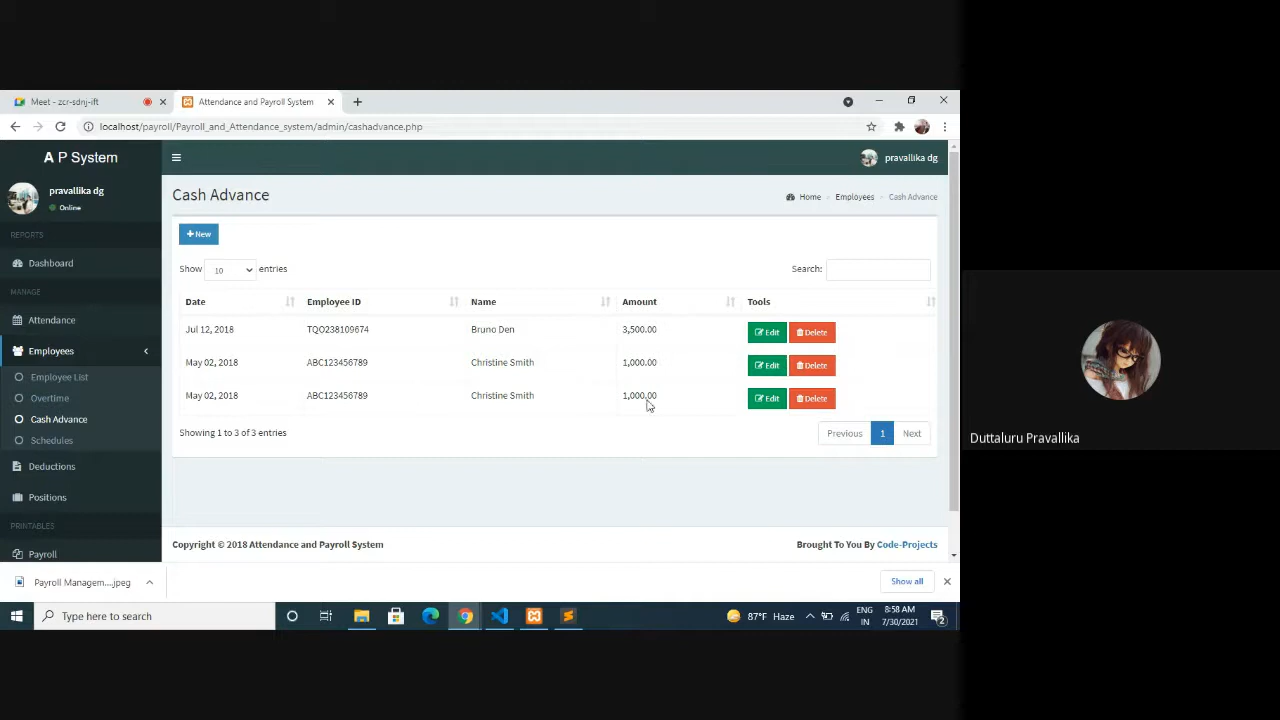 Meet - zcr-sdnj-ift
Attendance and Payroll System
localhost/payroll/Payroll_and_Attendance_system/admin/cashadvance.php
A P System
pravallika dg
pravallika dg
Online
Cash Advance
Home
Employees
Cash Advance
REPORTS
Dashboard
MANAGE
Attendance
Employees
Employee List
Overtime
Cash Advance
Schedules
Deductions
Positions
PRINTABLES
Payroll
New
Show 10 entries
Search:
Date Employee ID Name Amount Tools
Jul 12, 2018 TQO238109674 Bruno Den 3,500.00 Edit Delete
May 02, 2018 ABC123456789 Christine Smith 1,000.00 Edit Delete
May 02, 2018 ABC123456789 Christine Smith 1,000.00 Edit Delete
Showing 1 to 3 of 3 entries
Previous 1 Next
Copyright © 2018 Attendance and Payroll System
Brought To You By Code-Projects
Duttaluru Pravallika
Payroll Managem....jpeg
Show all
Type here to search
87°F Haze
ENG
IN
8:58 AM
7/30/2021
2